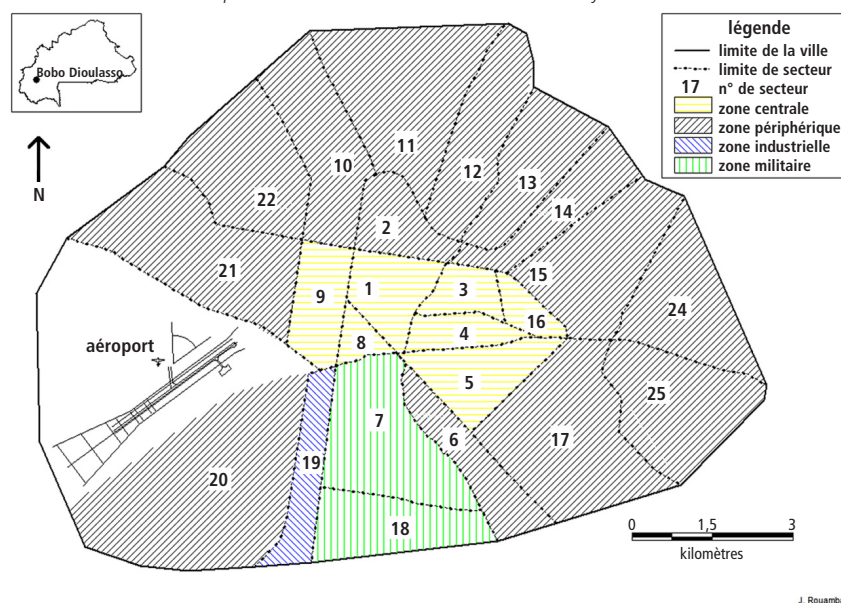 légende
limite de la ville
limite de secteur
17 n° de secteur
zone centrale
zone périphérique
zone industrielle
zone militaire
Bobo Dioulasso
N
11
10
12
13
22
14
2
21
15
3
9
1
16
24
4
8
aéroport
5
25
7
6
17
19
20
18
0 1,5 3
kilomètres